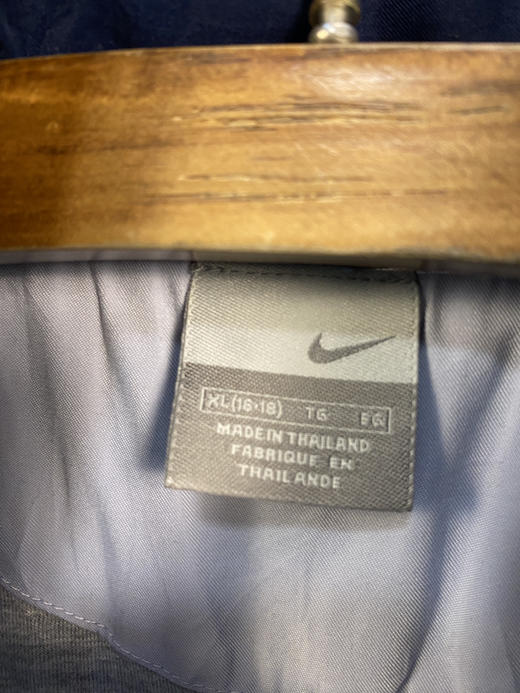 XL(16-18) TG EG
MADE IN THAILAND
FABRIQUE EN
THAILANDE